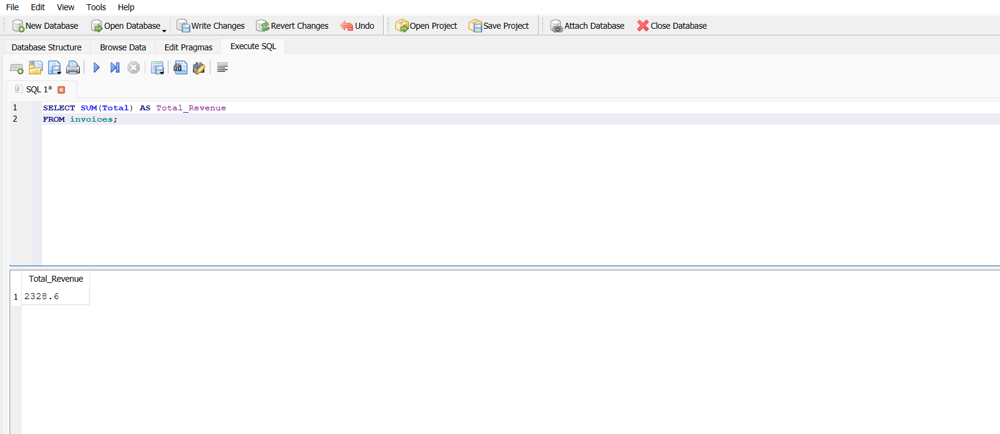 File Edit View Tools Help
New Database Open Database Write Changes Revert Changes Undo Open Project Save Project Attach Database Close Database
Database Structure Browse Data Edit Pragmas Execute SQL
SQL 1*
1 SELECT SUM(Total) AS Total_Revenue
2 FROM invoices;
Total_Revenue
1 2328.6